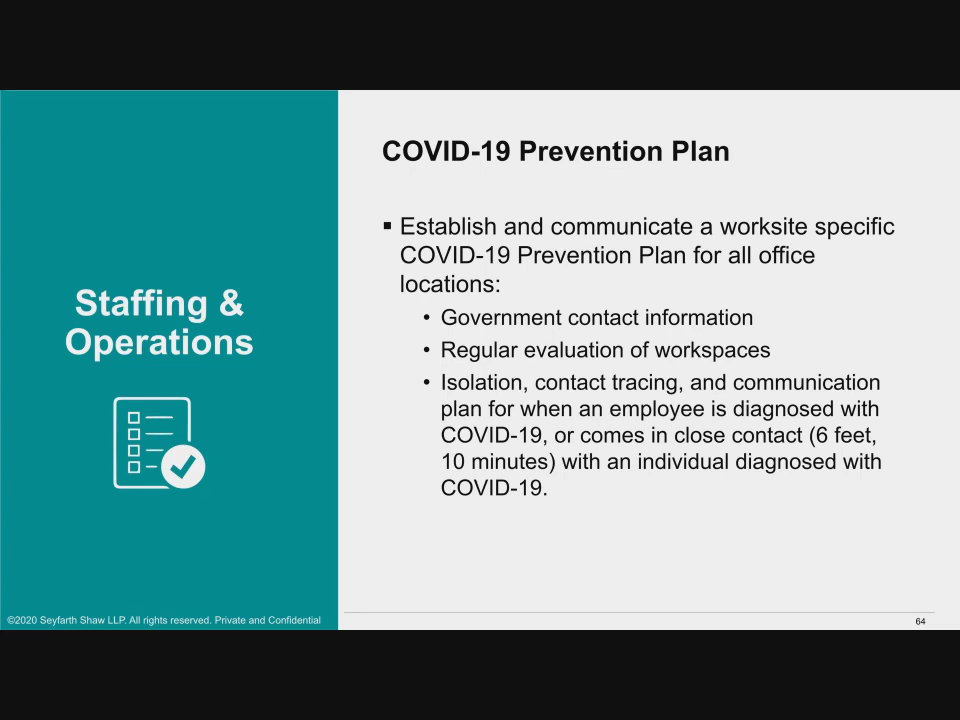 Staffing &
Operations
COVID-19 Prevention Plan
▪ Establish and communicate a worksite specific
COVID-19 Prevention Plan for all office
locations:
• Government contact information
• Regular evaluation of workspaces
• Isolation, contact tracing, and communication
plan for when an employee is diagnosed with
COVID-19, or comes in close contact (6 feet,
10 minutes) with an individual diagnosed with
COVID-19.
©2020 Seyfarth Shaw LLP. All rights reserved. Private and Confidential
64